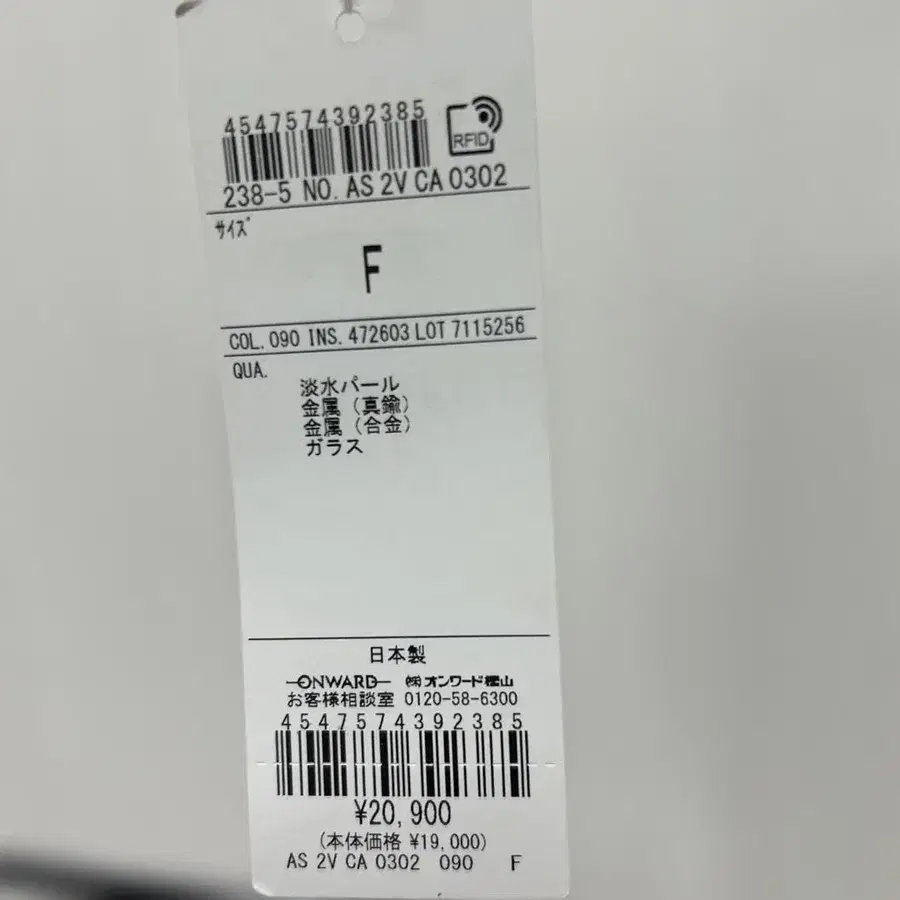 4547574392385
RFID
238-5 NO. AS 2V CA 0302
サイズ
F
COL. 090 INS. 472603 LOT 7115256
QUA.
淡水パール
金属(真鍮)
金属(合金)
ガラス
日本製
ONWARD ㈱オンワード樫山
お客様相談室 0120-58-6300
4547574392385
¥20,900
(本体価格 ¥19,000)
AS 2V CA 0302 090 F